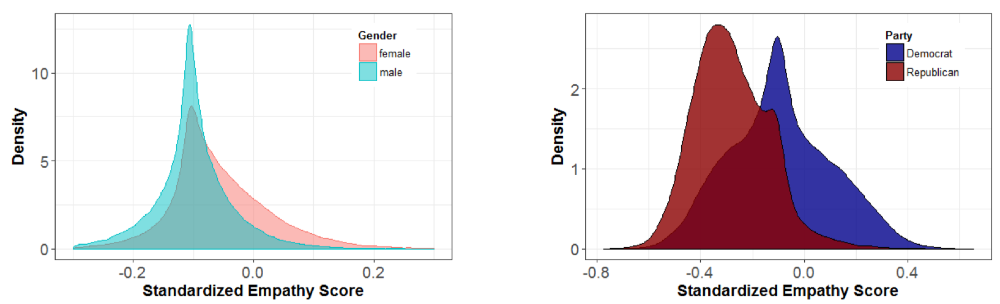 Density
10
5
0
Gender
female
male
-0.2
0.0
0.2
Standardized Empathy Score
Density
2
1
0
Party
Democrat
Republican
-0.8
-0.4
0.0
0.4
Standardized Empathy Score